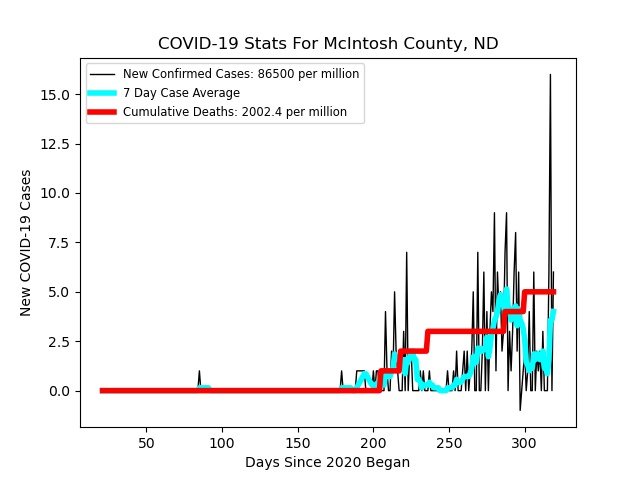 COVID-19 Stats For McIntosh County, ND
New Confirmed Cases: 86500 per million
7 Day Case Average
Cumulative Deaths: 2002.4 per million
New COVID-19 Cases
15.0
12.5
10.0
7.5
5.0
2.5
0.0
50 100 150 200 250 300
Days Since 2020 Began